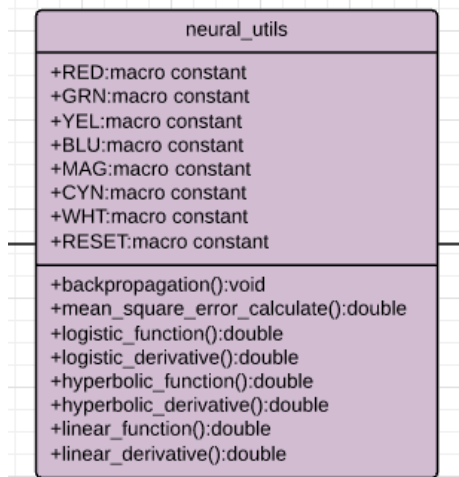 neural_utils
+RED:macro constant
+GRN:macro constant
+YEL:macro constant
+BLU:macro constant
+MAG:macro constant
+CYN:macro constant
+WHT:macro constant
+RESET:macro constant
+backpropagation():void
+mean_square_error_calculate():double
+logistic_function():double
+logistic_derivative():double
+hyperbolic_function():double
+hyperbolic_derivative():double
+linear_function():double
+linear_derivative():double